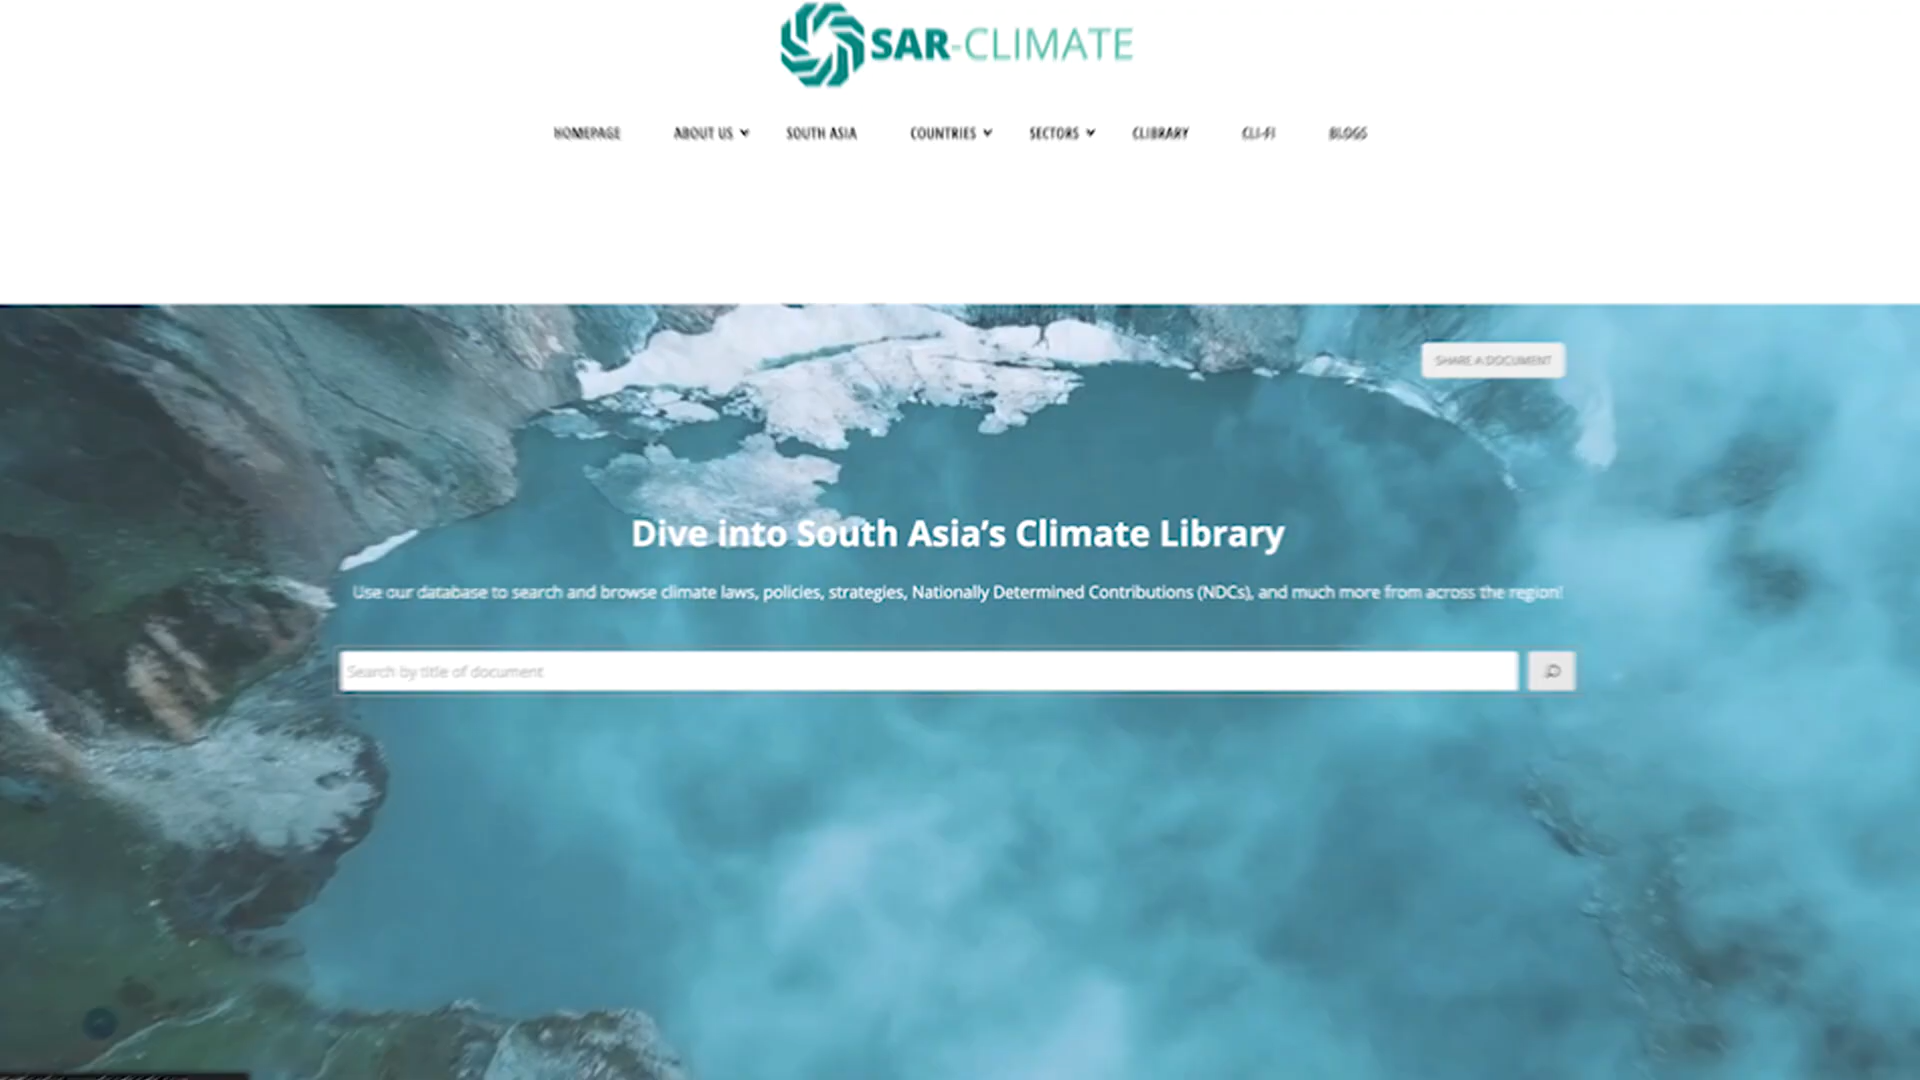 SAR-CLIMATE
HOMEPAGE ABOUT US SOUTH ASIA COUNTRIES SECTORS CLIBRARY CLI-FI BLOGS
SHARE A DOCUMENT
Dive into South Asia’s Climate Library
Use our database to search and browse climate laws, policies, strategies, Nationally Determined Contributions (NDCs), and much more from across the region!
Search by title of document